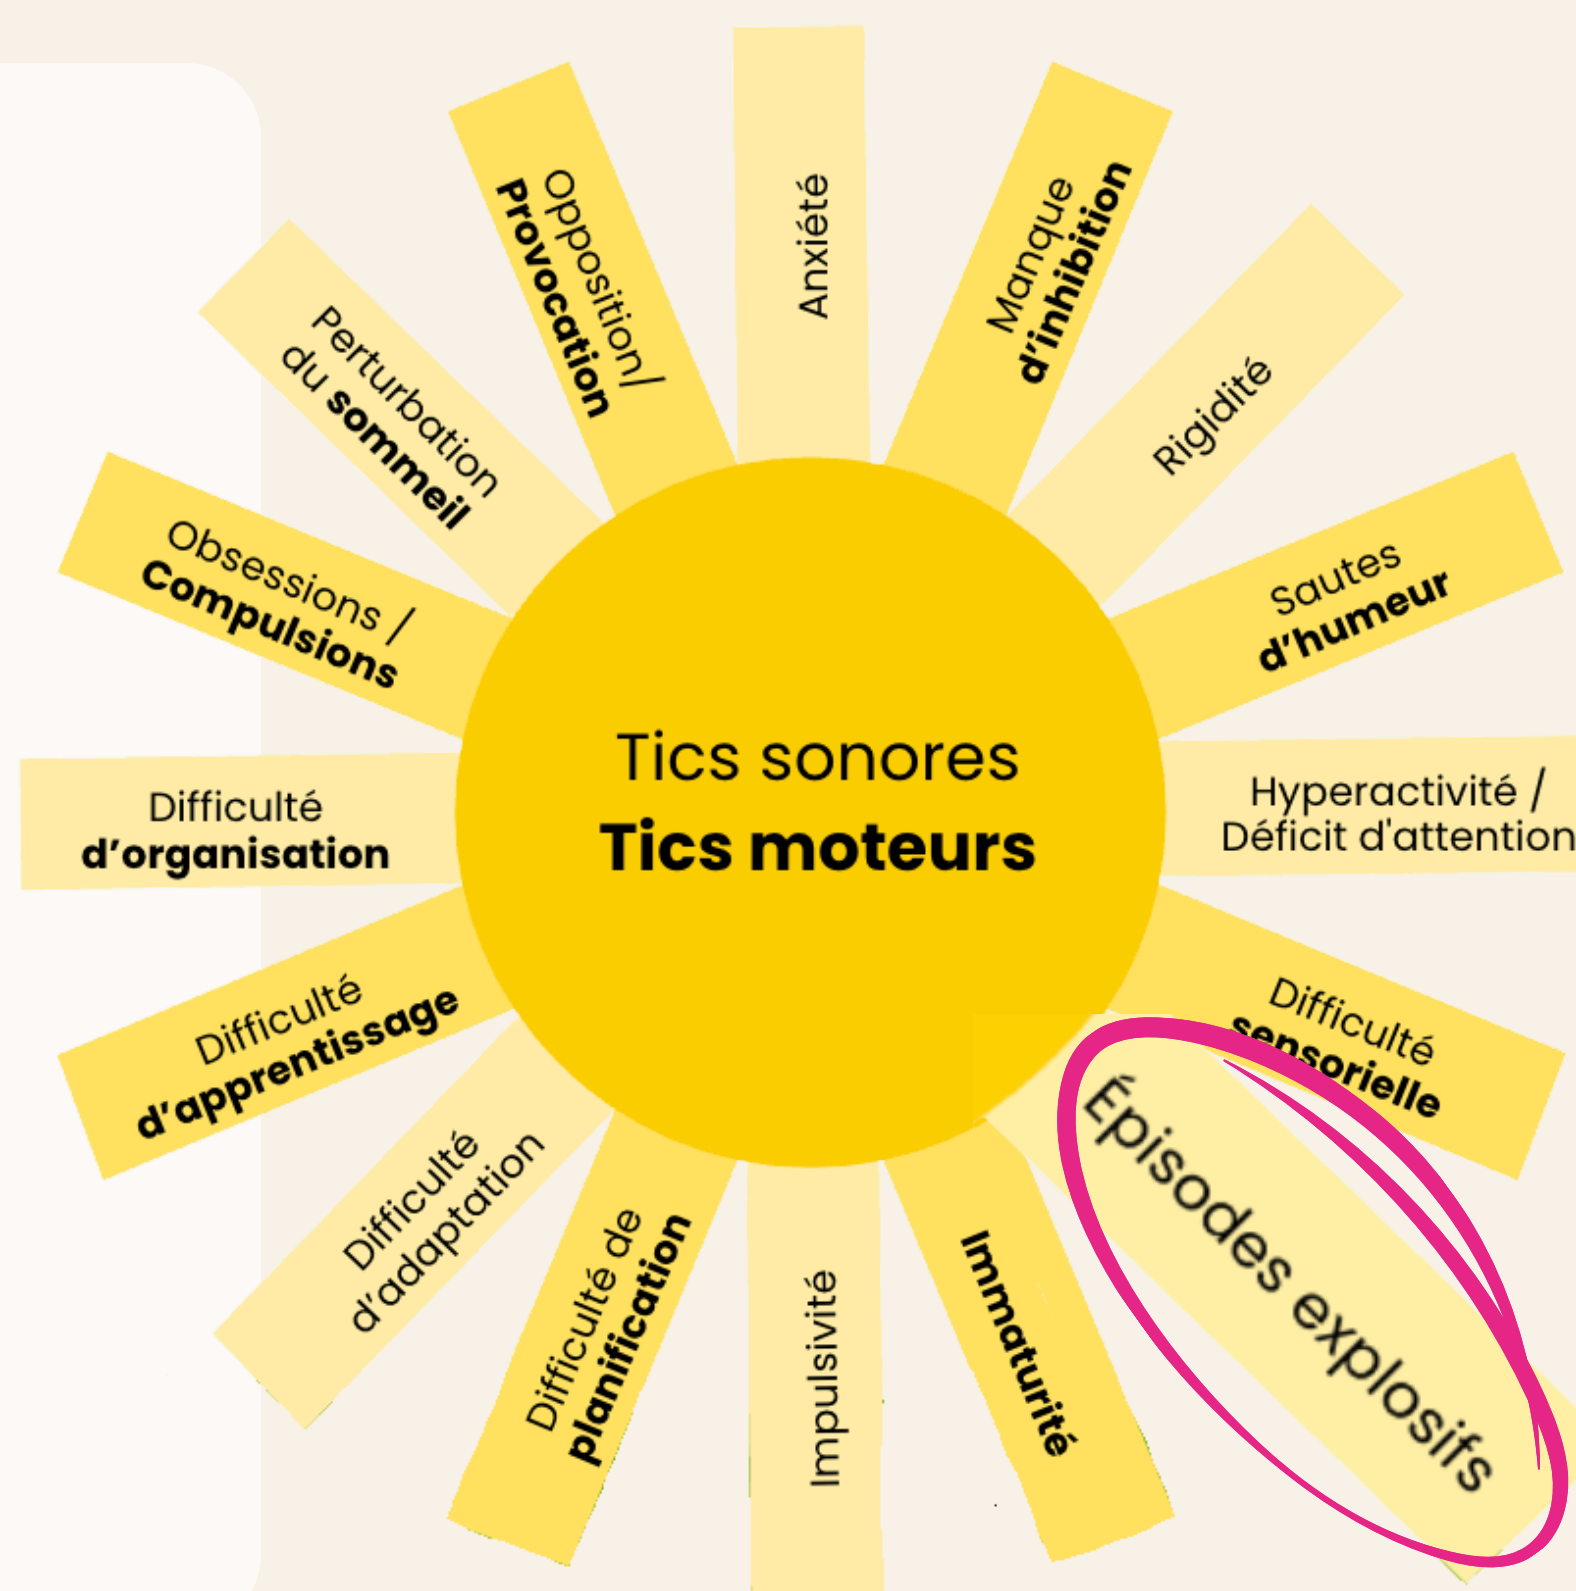 Tics sonores
Tics moteurs
Anxiété
Manque
d’inhibition
Rigidité
Sautes
d’humeur
Hyperactivité /
Déficit d'attention
Difficulté
sensorielle
Épisodes explosifs
Immaturité
Impulsivité
Difficulté de
planification
Difficulté
d’adaptation
Difficulté
d’apprentissage
Difficulté
d’organisation
Obsessions /
Compulsions
Perturbation
du sommeil
Opposition/
Provocation